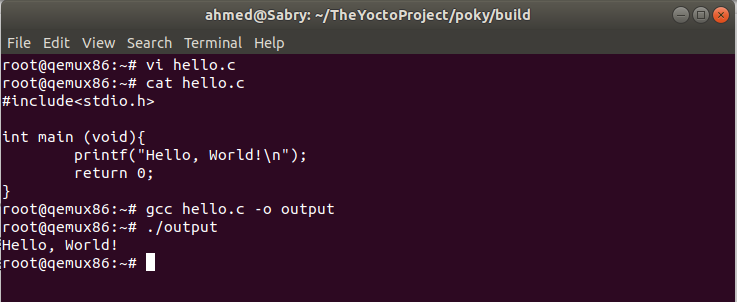 ahmed@Sabry: ~/TheYoctoProject/poky/build
File Edit View Search Terminal Help
root@qemux86:~# vi hello.c
root@qemux86:~# cat hello.c
#include<stdio.h>

int main (void){
        printf("Hello, World!\n");
        return 0;
}
root@qemux86:~# gcc hello.c -o output
root@qemux86:~# ./output
Hello, World!
root@qemux86:~#